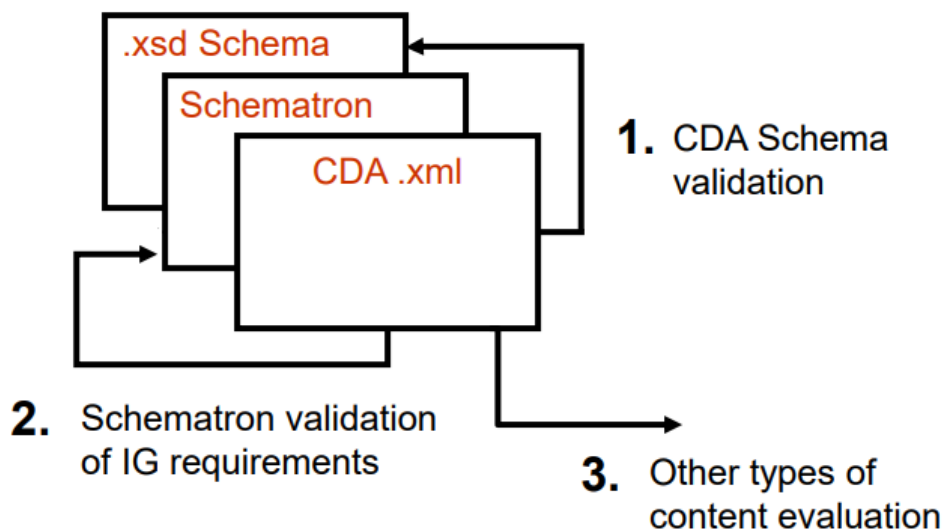 .xsd Schema
Schematron
CDA .xml
1. CDA Schema
validation
2. Schematron validation
of IG requirements
3. Other types of
content evaluation